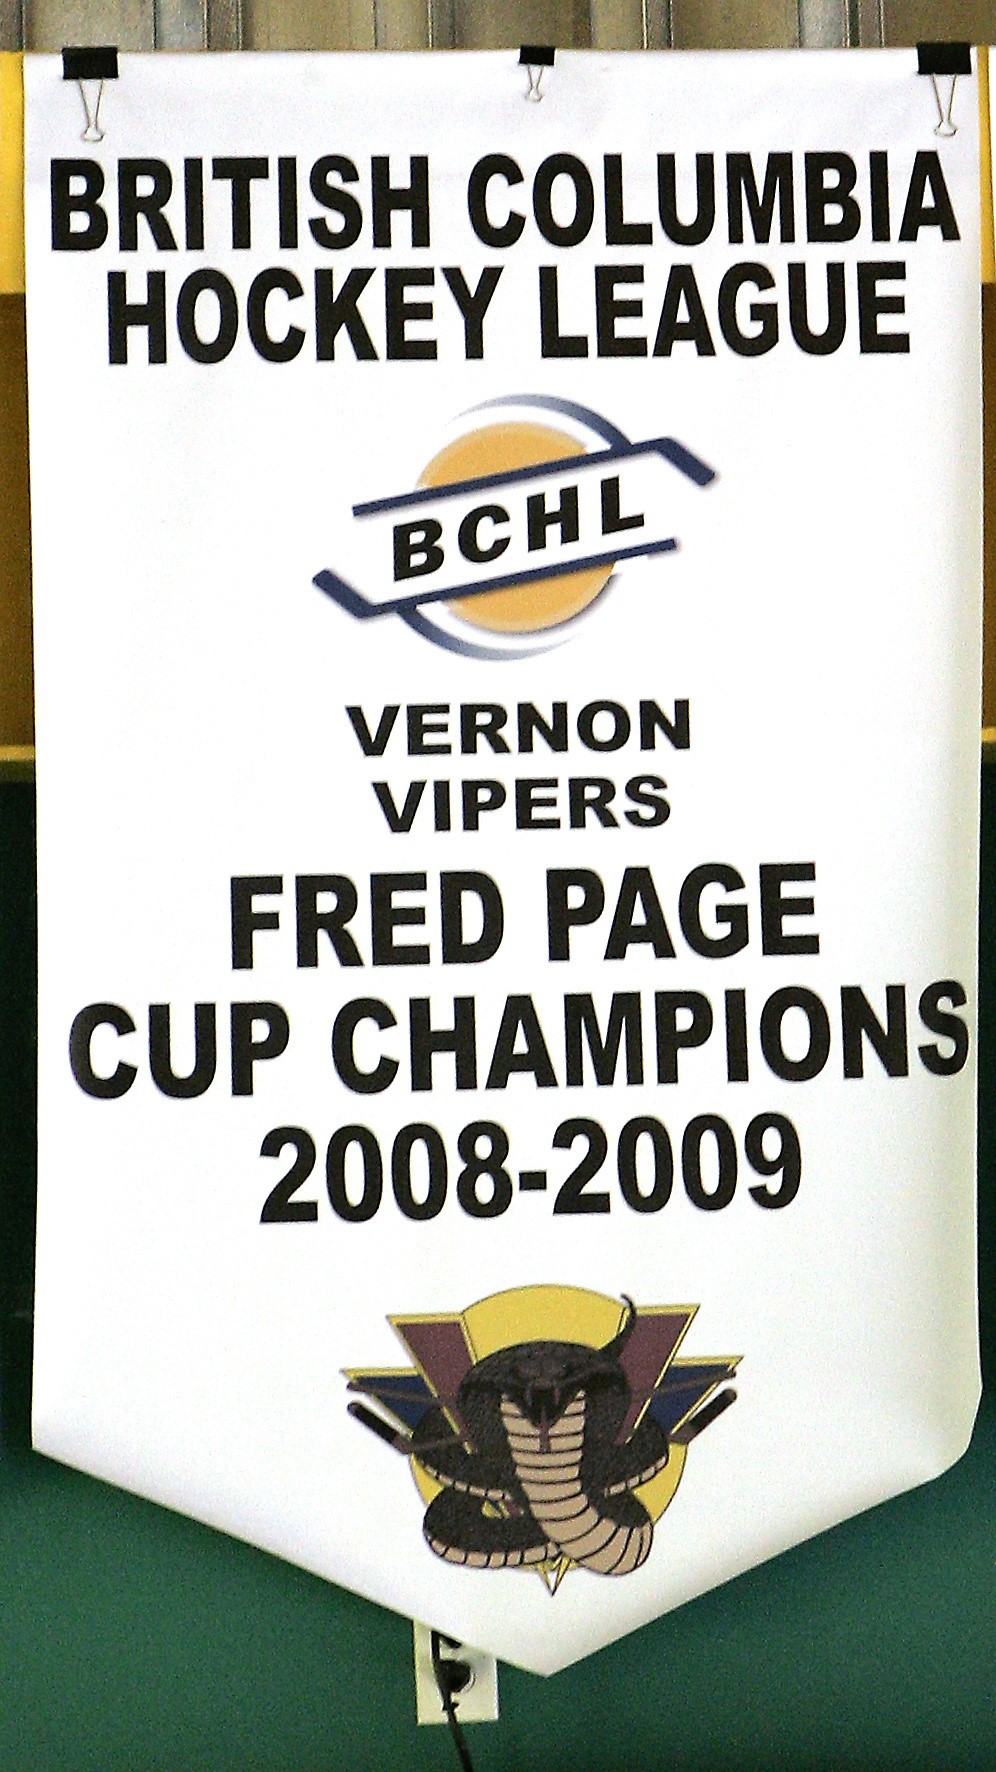 BRITISH COLUMBIA
HOCKEY LEAGUE
BCHL
VERNON
VIPERS
FRED PAGE
CUP CHAMPIONS
2008-2009